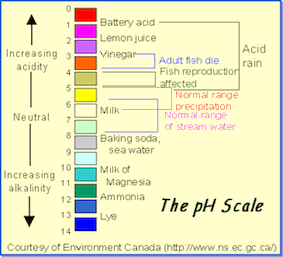 0
1
Battery acid
2
Lemon juice
Vinegar
3
4
5
6
Milk
7
8
Baking soda,
sea water
9
10
Milk of
Magnesia
11
12
Ammonia
13
Lye
14
Increasing
acidity
Neutral
Increasing
alkalinity
Acid
rain
Adult fish die
Fish reproduction
affected
Normal range
precipitation
Normal range
of stream water
The pH Scale
Courtesy of Environment Canada (http://www.ns.ec.gc.ca/)